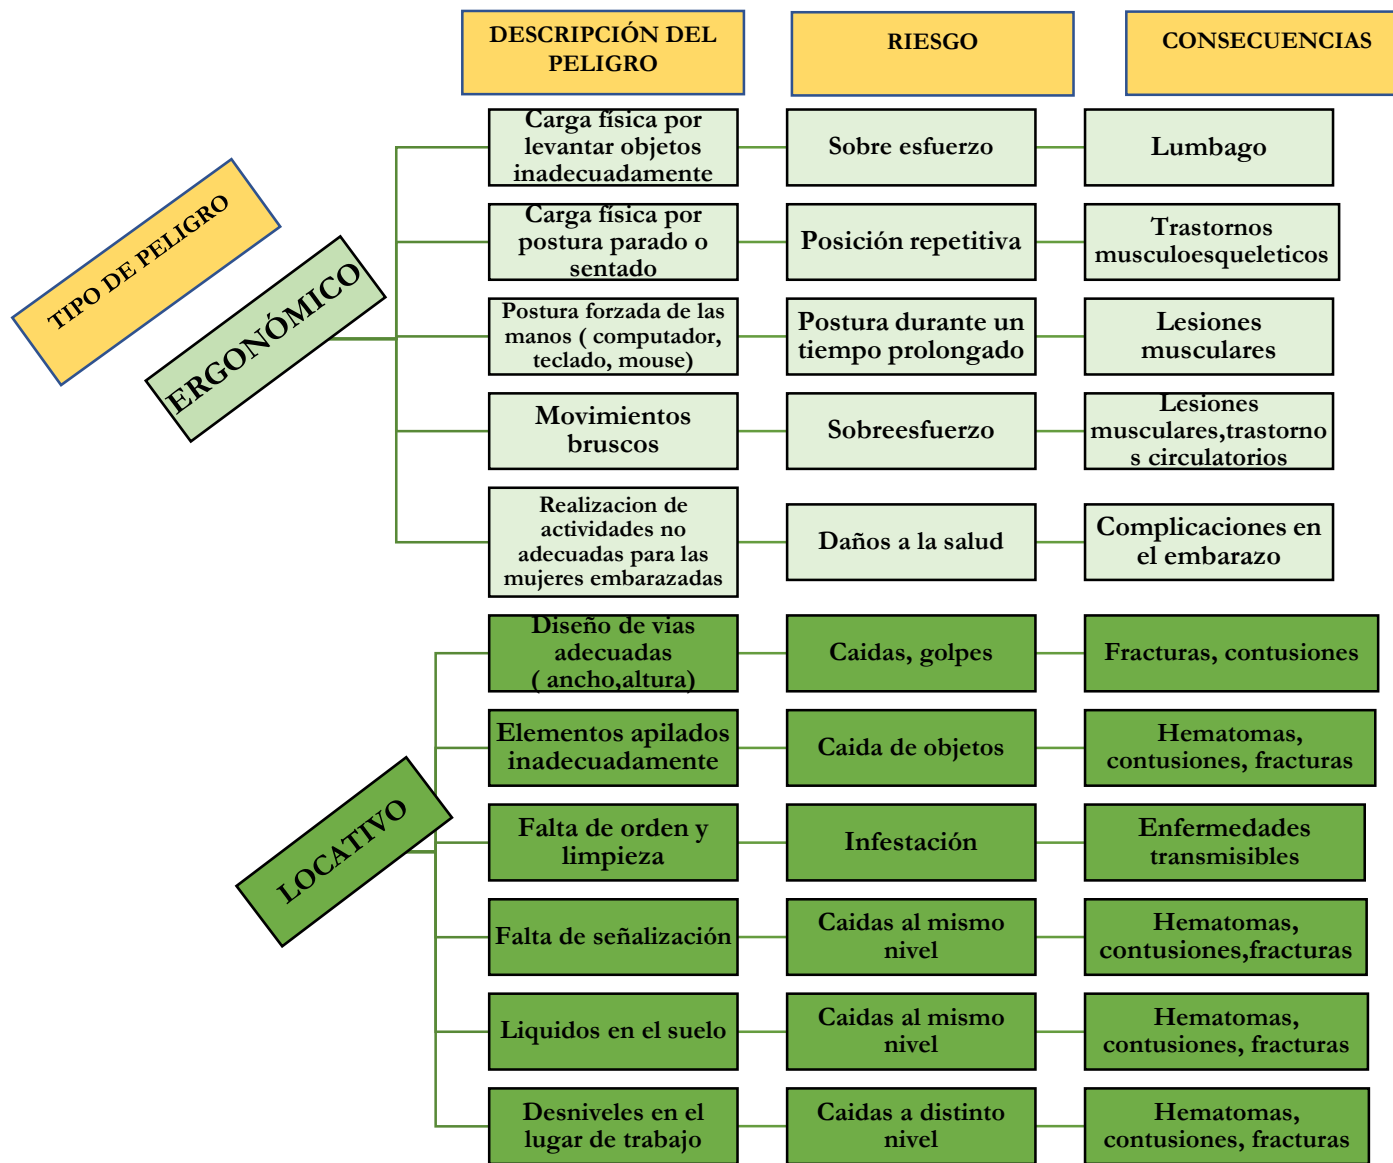 DESCRIPCIÓN DEL
PELIGRO
RIESGO
CONSECUENCIAS
TIPO DE PELIGRO
ERGONÓMICO
Carga física por
levantar objetos
inadecuadamente
Sobre esfuerzo
Lumbago
Carga física por
postura parado o
sentado
Posición repetitiva
Trastornos
musculoesqueleticos
Postura forzada de las
manos ( computador,
teclado, mouse)
Postura durante un
tiempo prolongado
Lesiones
musculares
Movimientos
bruscos
Sobreesfuerzo
Lesiones
musculares,trastorno
s circulatorios
Realizacion de
actividades no
adecuadas para las
mujeres embarazadas
Daños a la salud
Complicaciones en
el embarazo
LOCATIVO
Diseño de vias
adecuadas
( ancho,altura)
Caidas, golpes
Fracturas, contusiones
Elementos apilados
inadecuadamente
Caida de objetos
Hematomas,
contusiones, fracturas
Falta de orden y
limpieza
Infestación
Enfermedades
transmisibles
Falta de señalización
Caidas al mismo
nivel
Hematomas,
contusiones,fracturas
Liquidos en el suelo
Caidas al mismo
nivel
Hematomas,
contusiones, fracturas
Desniveles en el
lugar de trabajo
Caidas a distinto
nivel
Hematomas,
contusiones, fracturas